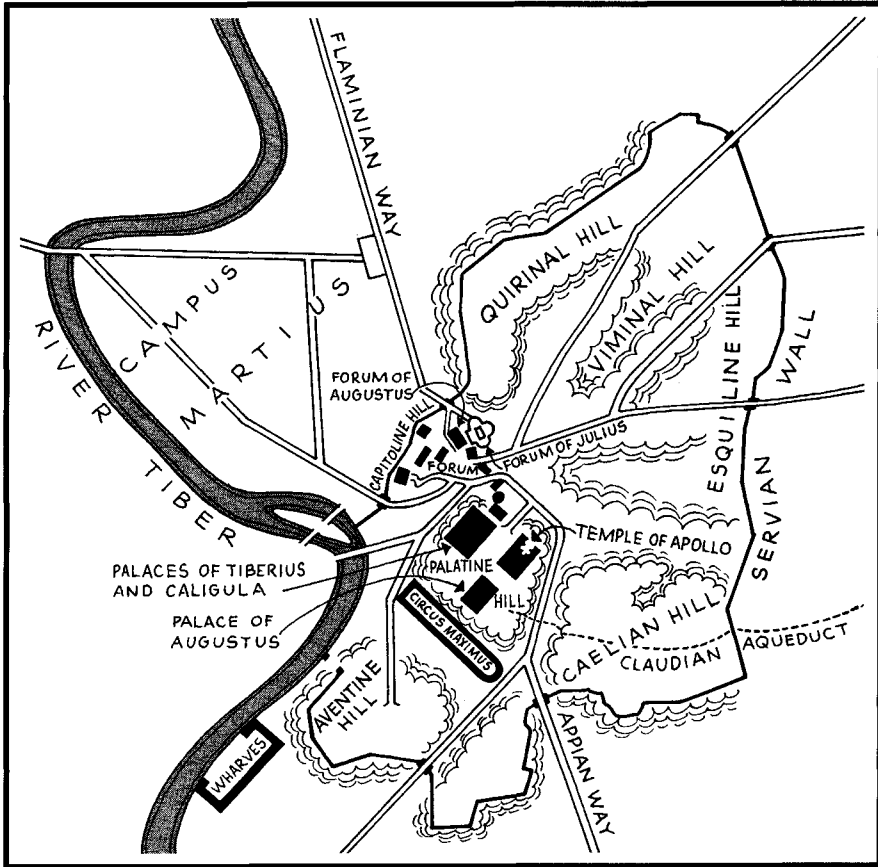 FLAMINIAN WAY
QUIRINAL HILL
VIMINAL HILL
ESQUILINE HILL
SERVIAN WALL
CAMPUS
MARTIUS
RIVER TIBER
FORUM OF
AUGUSTUS
CAPITOLINE HILL
FORUM
FORUM OF JULIUS
TEMPLE OF APOLLO
PALATINE
HILL
PALACES OF TIBERIUS
AND CALIGULA
PALACE OF
AUGUSTUS
CIRCUS MAXIMUS
CAELIAN HILL
CLAUDIAN AQUEDUCT
AVENTINE
HILL
WHARVES
APPIAN WAY